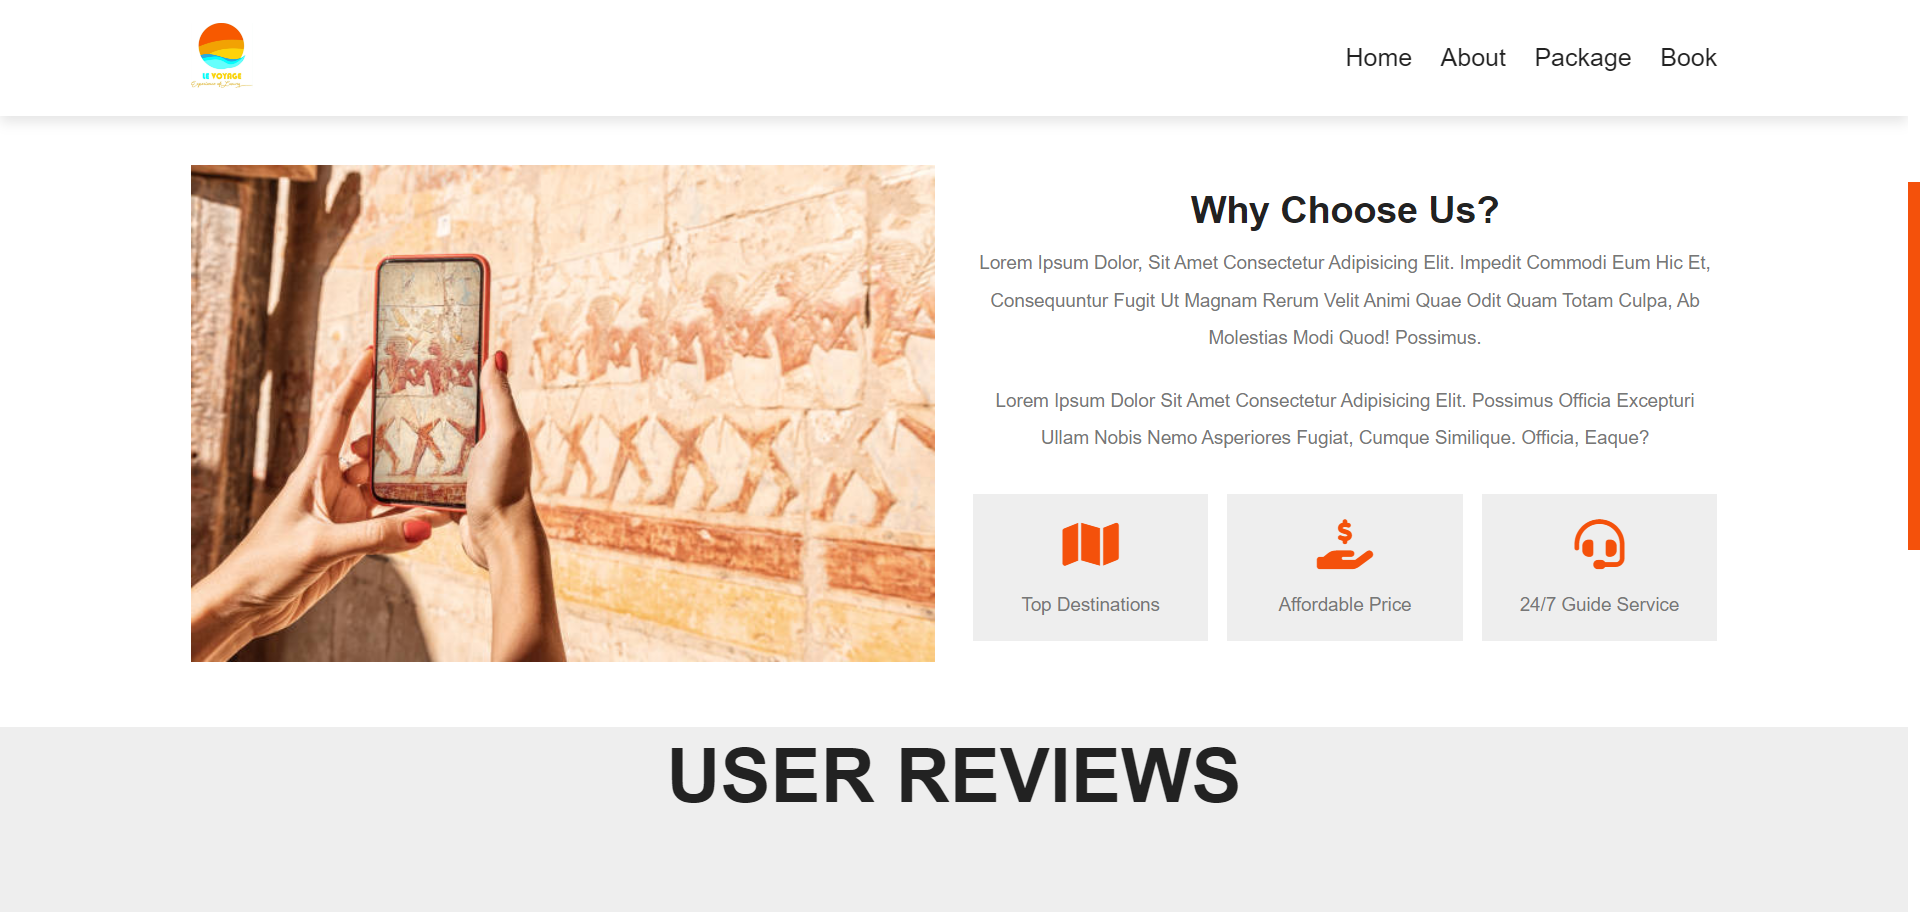 LE VOYAGE
Home About Package Book
Why Choose Us?
Lorem Ipsum Dolor, Sit Amet Consectetur Adipisicing Elit. Impedit Commodi Eum Hic Et,
Consequuntur Fugit Ut Magnam Rerum Velit Animi Quae Odit Quam Totam Culpa, Ab
Molestias Modi Quod! Possimus.
Lorem Ipsum Dolor Sit Amet Consectetur Adipisicing Elit. Possimus Officia Excepturi
Ullam Nobis Nemo Asperiores Fugiat, Cumque Similique. Officia, Eaque?
Top Destinations
Affordable Price
24/7 Guide Service
USER REVIEWS